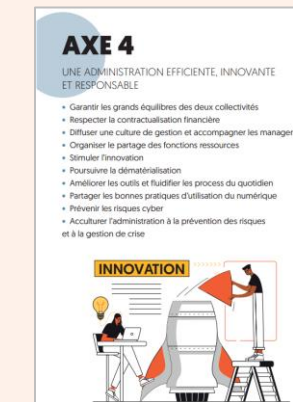 AXE 4
UNE ADMINISTRATION EFFICIENTE, INNOVANTE
ET RESPONSABLE
• Garantir les grands équilibres des deux collectivités
• Respecter la contractualisation financière
• Diffuser une culture de gestion et accompagner les manager
• Organiser le partage des fonctions ressources
• Stimuler l'innovation
• Poursuivre la dématérialisation
• Améliorer les outils et fluidifier les process du quotidien
• Partager les bonnes pratiques d'utilisation du numérique
• Prévenir les risques cyber
• Acculturer l'administration à la prévention des risques
et à la gestion de crise
INNOVATION